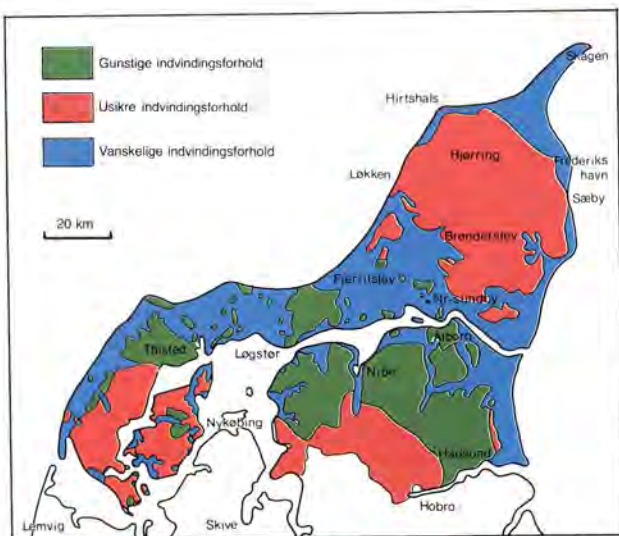 Gunstige indvindingsforhold
Usikre indvindingsforhold
Vanskelige indvindingsforhold
20 km
Skagen
Hirtshals
Hjørring
Frederiks
havn
Løkken
Sæby
Brønderslev
Fjerritslev
Nr-sundby
Ålborg
Thisted
Løgstør
Nibe
Nykøbing
Hadsund
Hobro
Lemvig
Skive